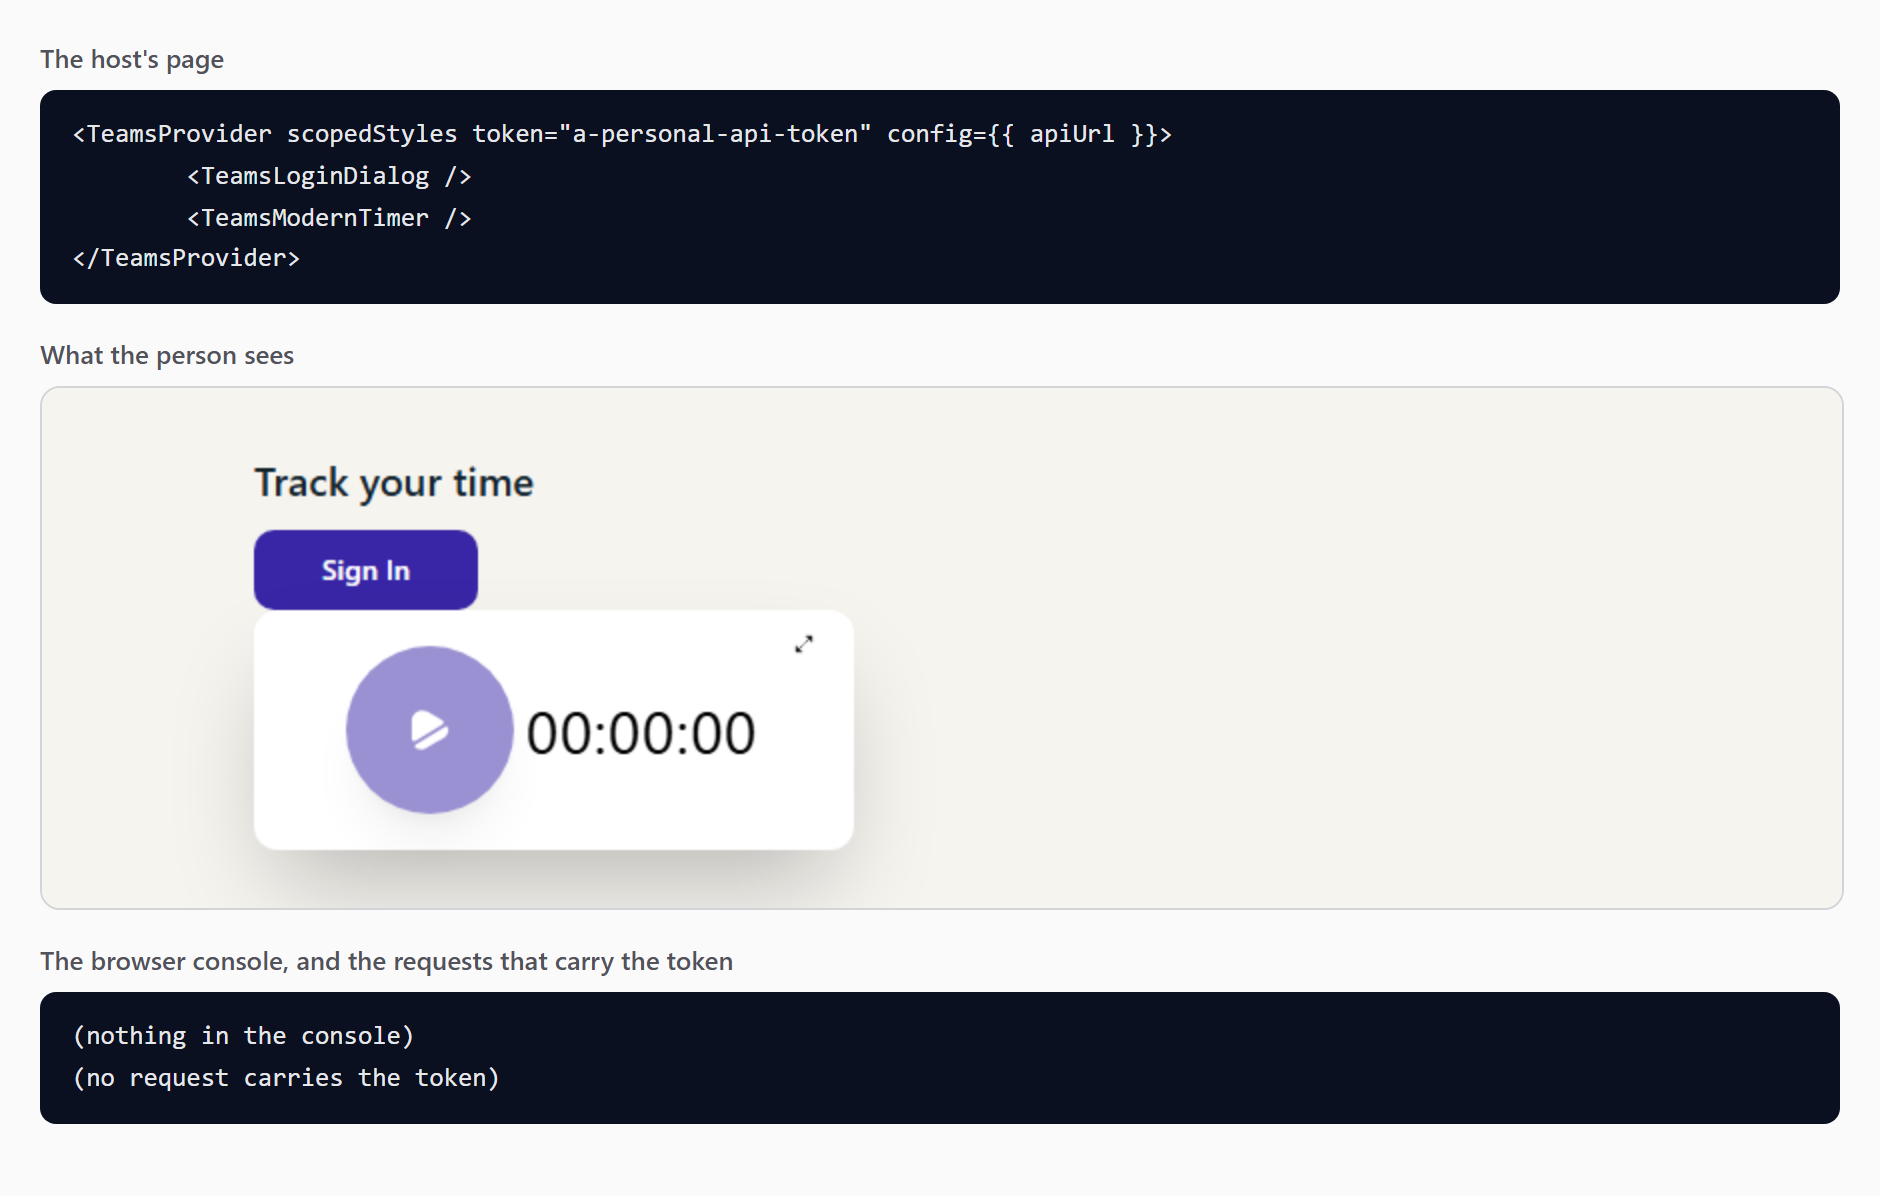 The host's page
<TeamsProvider scopedStyles token="a-personal-api-token" config={{ apiUrl }}>
<TeamsLoginDialog />
<TeamsModernTimer />
</TeamsProvider>
What the person sees
Track your time
Sign In
00:00:00
The browser console, and the requests that carry the token
(nothing in the console)
(no request carries the token)